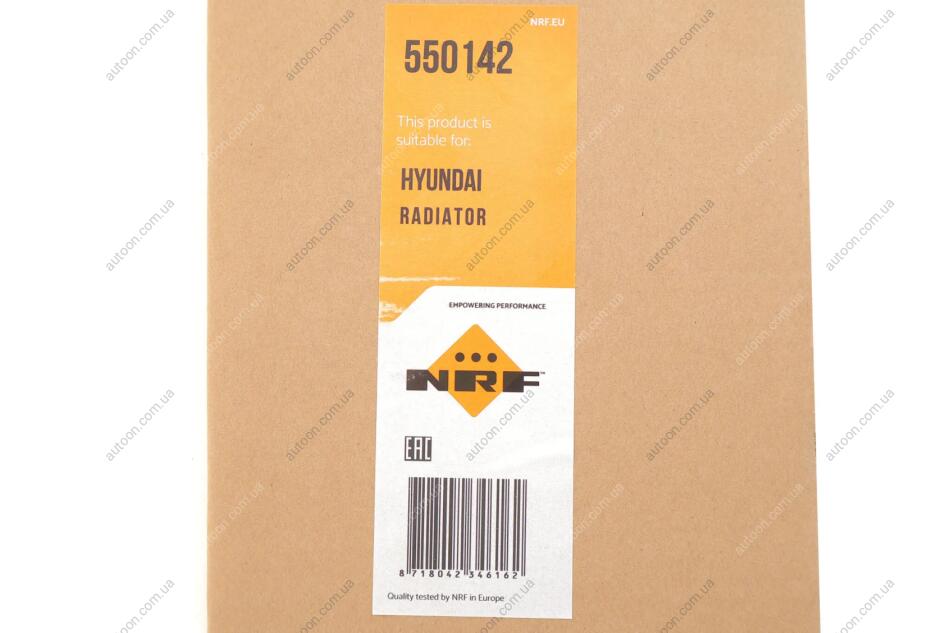 NRF.EU
550142
This product is
suitable for:
HYUNDAI
RADIATOR
EMPOWERING PERFORMANCE
NRF™
EAC
8 718042 346162
Quality tested by NRF in Europe
autoon.com.ua